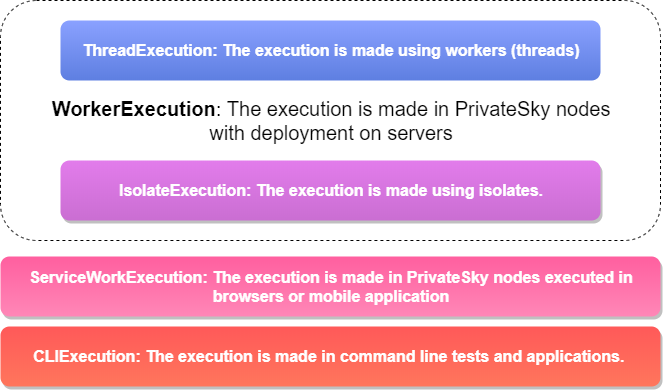 ThreadExecution: The execution is made using workers (threads)
WorkerExecution: The execution is made in PrivateSky nodes
with deployment on servers
IsolateExecution: The execution is made using isolates.
ServiceWorkExecution: The execution is made in PrivateSky nodes executed in
browsers or mobile application
CLIExecution: The execution is made in command line tests and applications.